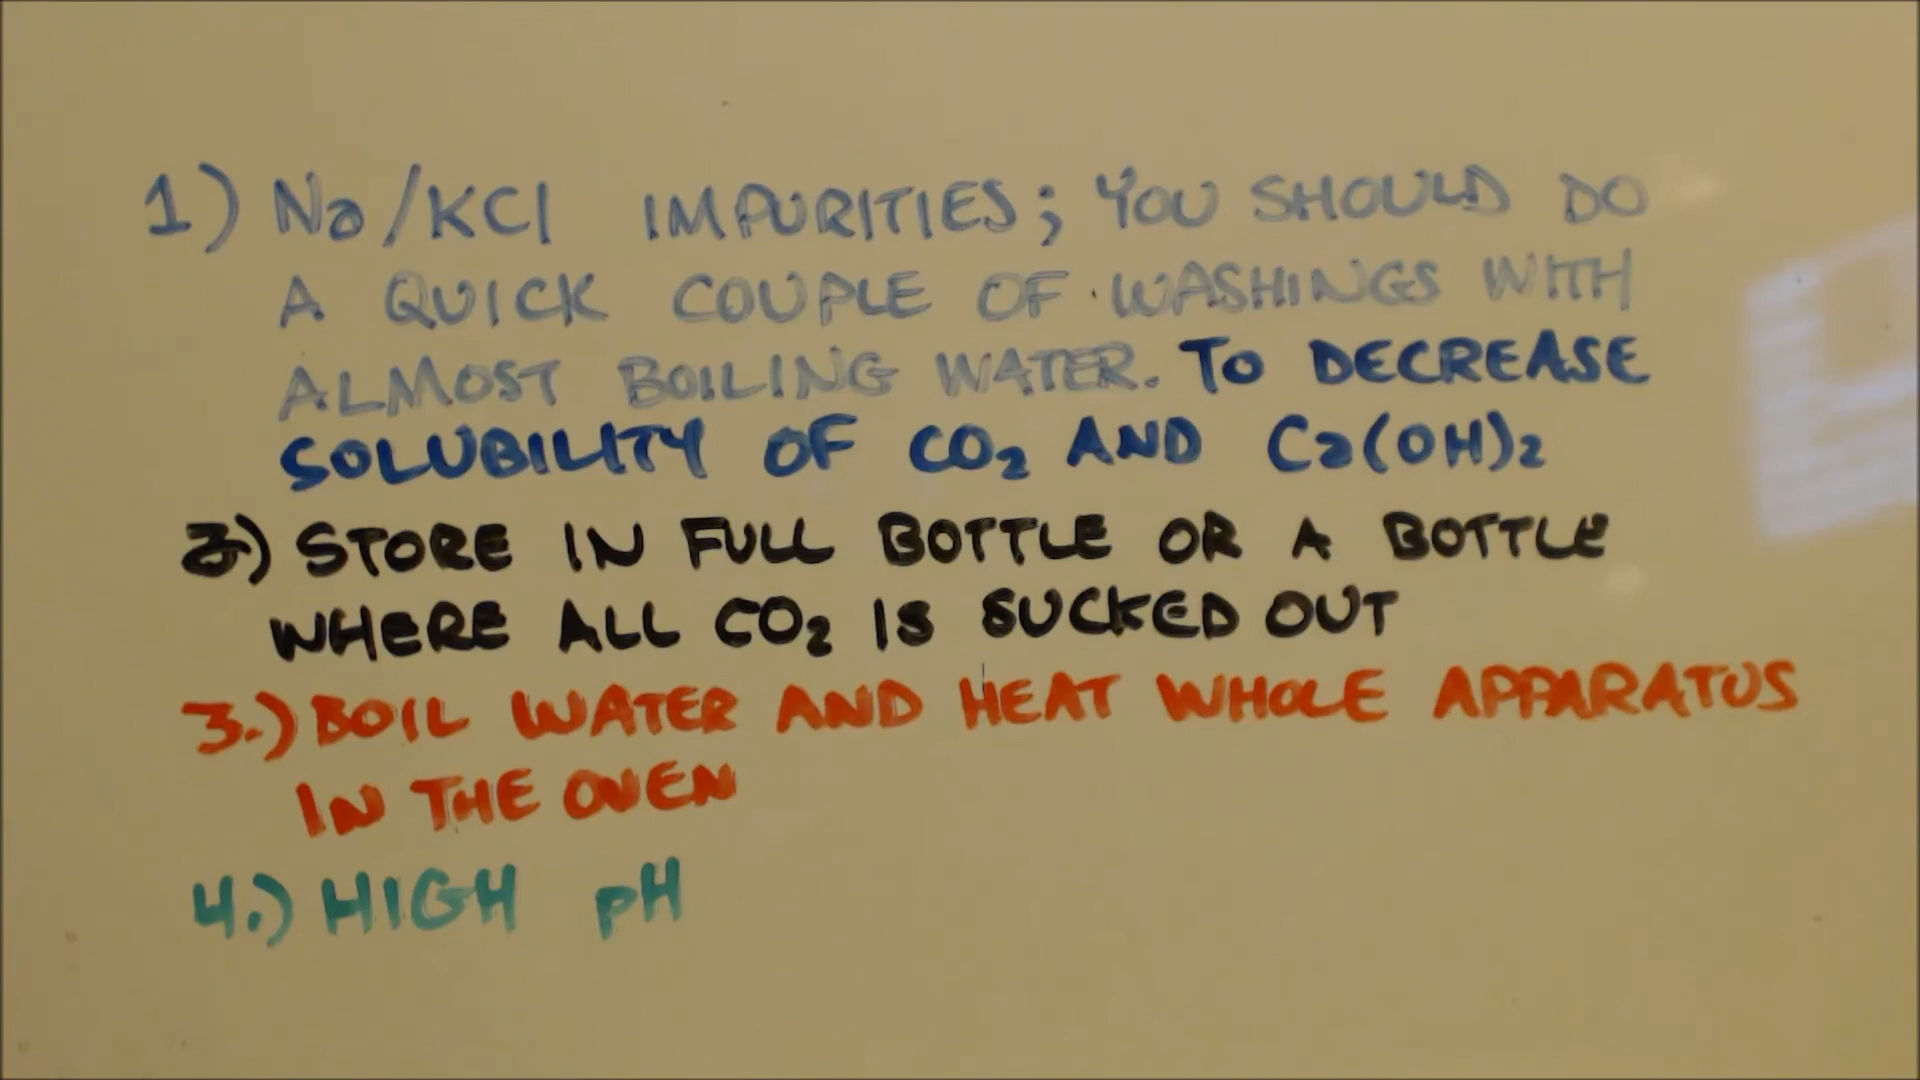 1) Na/KCl IMPURITIES; YOU SHOULD DO
A QUICK COUPLE OF WASHINGS WITH
ALMOST BOILING WATER. TO DECREASE
SOLUBILITY OF CO₂ AND Ca(OH)₂
2) STORE IN FULL BOTTLE OR A BOTTLE
WHERE ALL CO₂ IS SUCKED OUT
3.) BOIL WATER AND HEAT WHOLE APPARATUS
IN THE OVEN
4.) HIGH pH